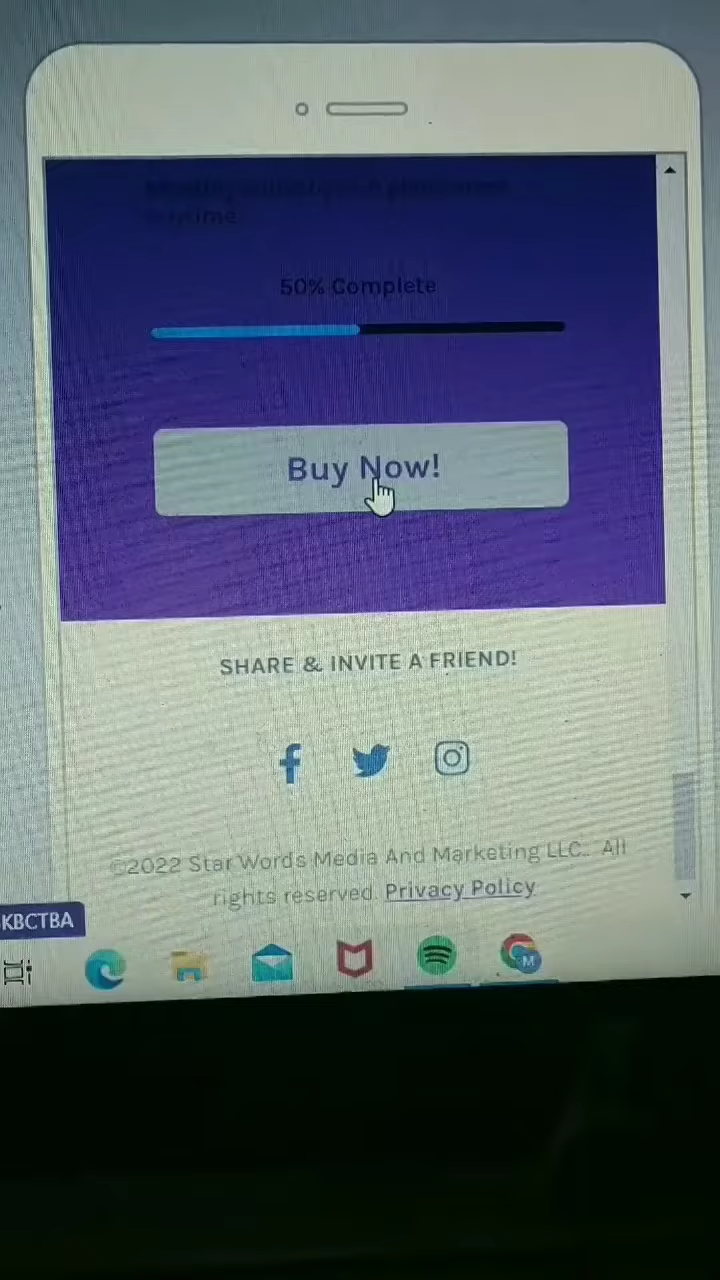 50% Complete
Buy Now!
SHARE & INVITE A FRIEND!
©2022 Star Words Media And Marketing LLC.. All
rights reserved. Privacy Policy
KBCTBA
M